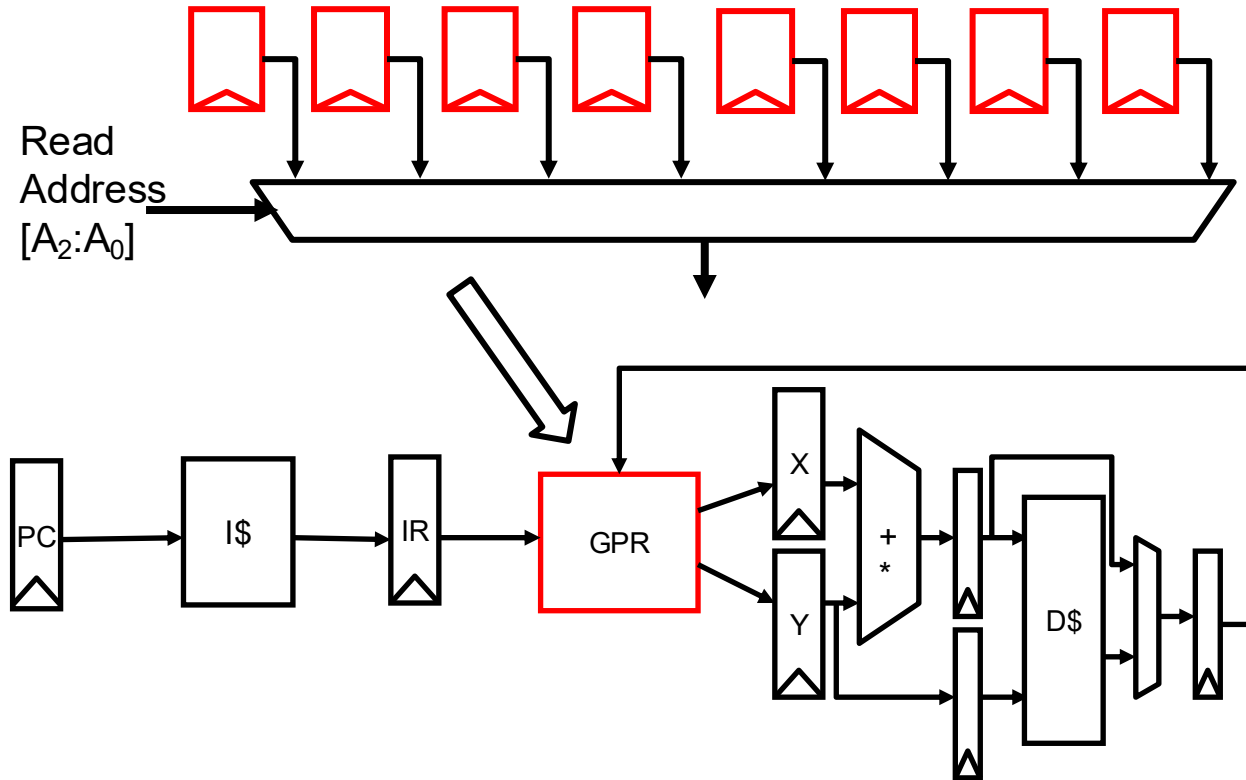 Read
Address
[A₂:A₀]
PC
I$
IR
GPR
X
Y
+
*
D$